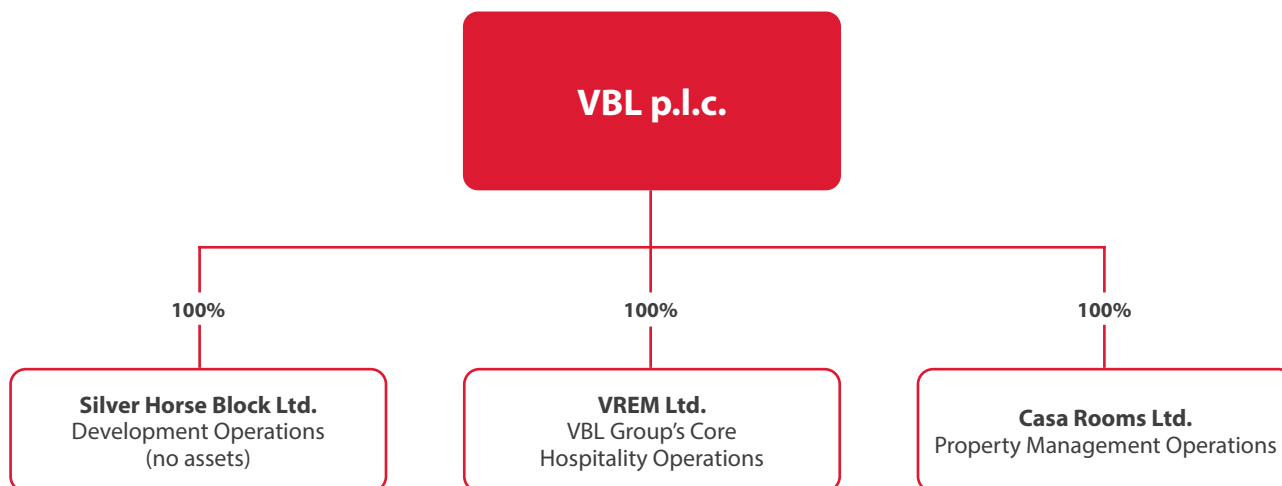 VBL p.l.c.
100%
100%
100%
Silver Horse Block Ltd.
Development Operations
(no assets)
VREM Ltd.
VBL Group’s Core
Hospitality Operations
Casa Rooms Ltd.
Property Management Operations